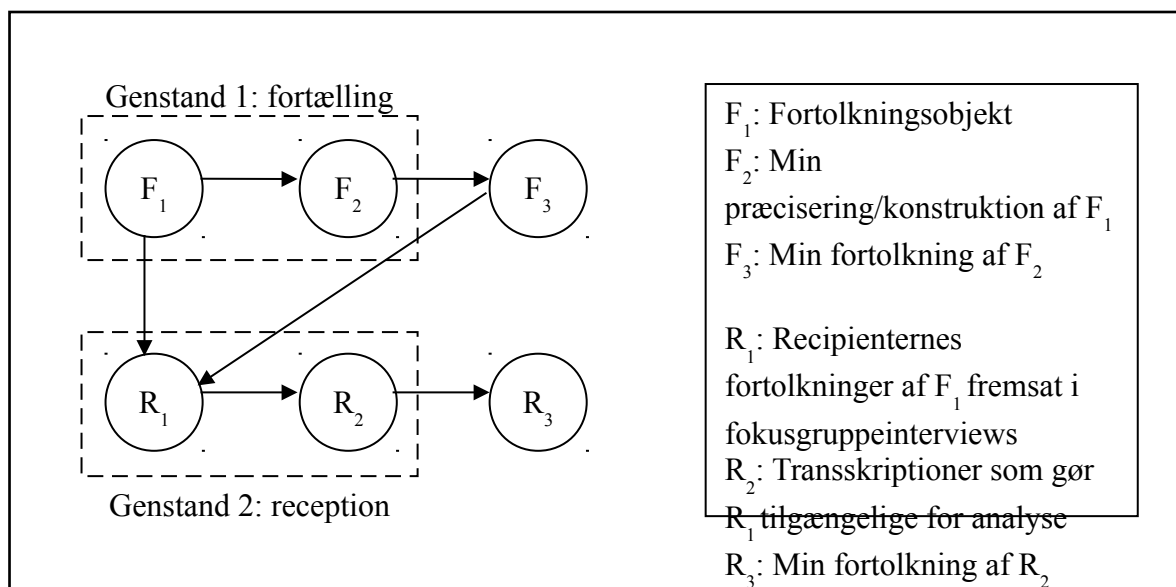 Genstand 1: fortælling
F₁
F₂
F₃
R₁
R₂
R₃
Genstand 2: reception
F₁: Fortolkningsobjekt
F₂: Min
præcisering/konstruktion af F₁
F₃: Min fortolkning af F₂
R₁: Recipienternes
fortolkninger af F₁ fremsat i
fokusgruppeinterviews
R₂: Transskriptioner som gør
R₁ tilgængelige for analyse
R₃: Min fortolkning af R₂